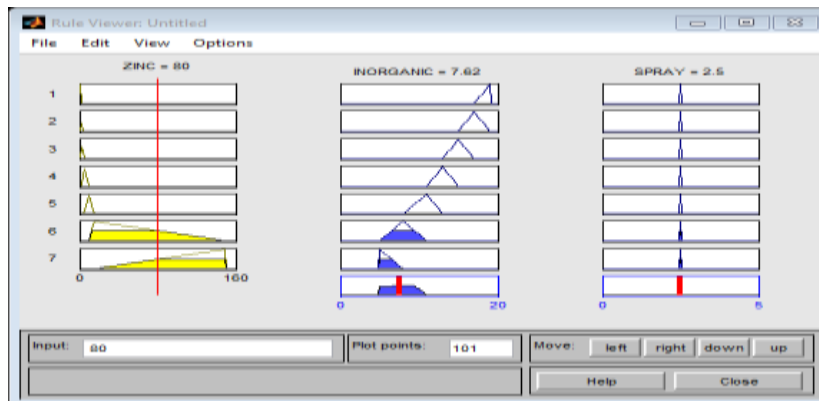 Rule Viewer: Untitled
File Edit View Options
ZINC = 80 INORGANIC = 7.62 SPRAY = 2.5
1
2
3
4
5
6
7
0 160
0 20 0 5
Input: 80 Plot points: 101 Move: left right down up
Help Close